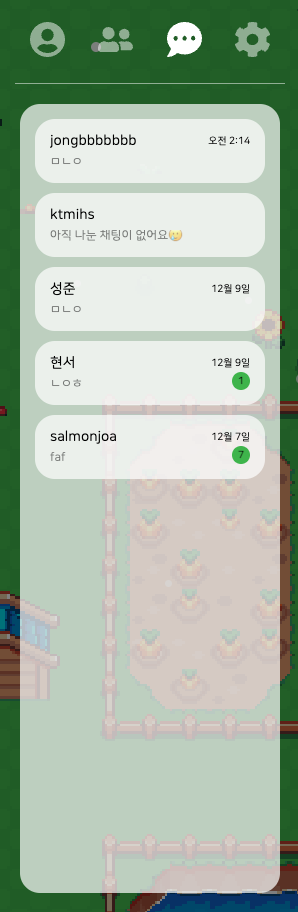 jongbbbbbbb 오전 2:14
ㅁㄴㅇ
ktmihs
아직 나눈 채팅이 없어요🥲
성준 12월 9일
ㅁㄴㅇ
현서 12월 9일
ㄴㅇㅎ 1
salmonjoa 12월 7일
faf 7